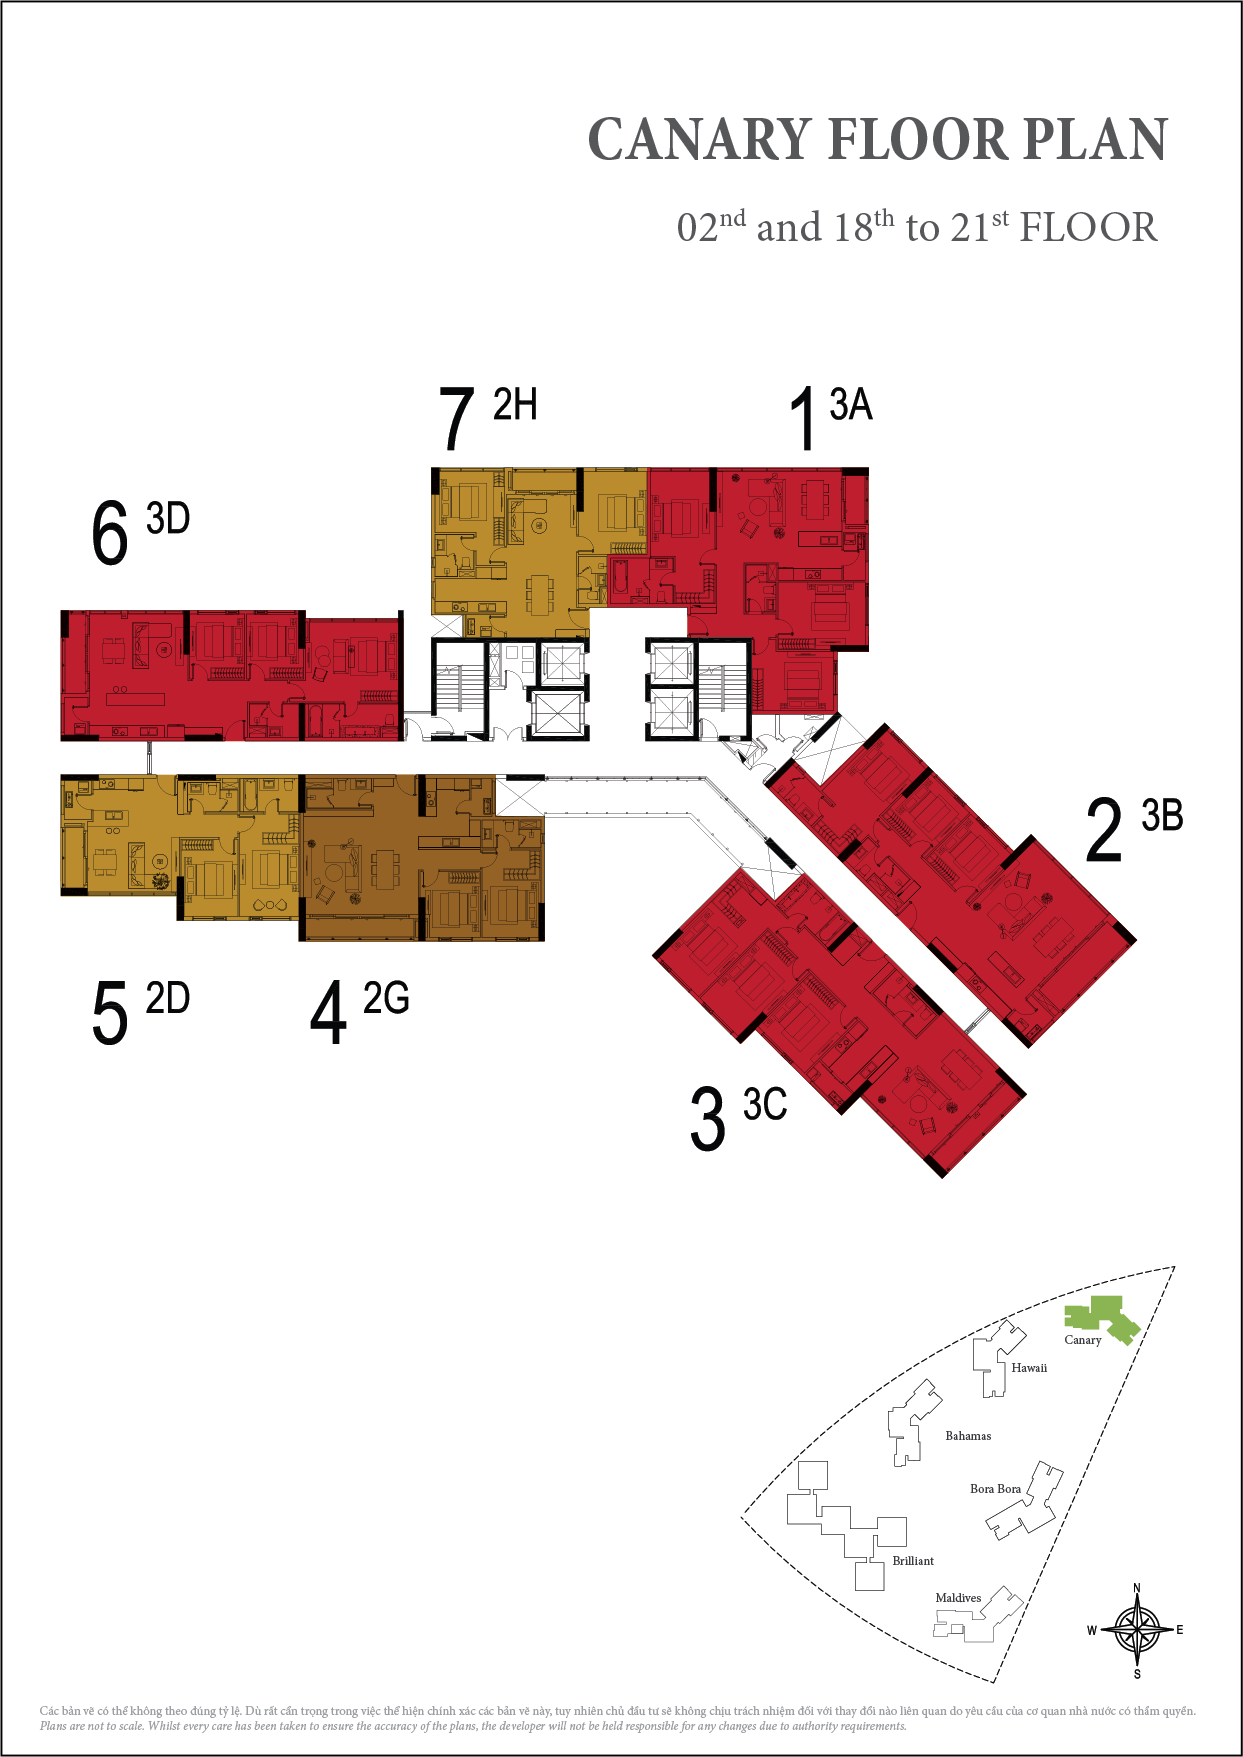 CANARY FLOOR PLAN
02nd and 18th to 21st FLOOR
7 2H
1 3A
6 3D
2 3B
5 2D
4 2G
3 3C
Canary
Hawaii
Bahamas
Bora Bora
Brilliant
Maldives
N
W E
S
Các bản vẽ có thể không theo đúng tỷ lệ. Dù rất cẩn trọng trong việc thể hiện chính xác các bản vẽ này, tuy nhiên chủ đầu tư sẽ không chịu trách nhiệm đối với thay đổi nào liên quan do yêu cầu của cơ quan nhà nước có thẩm quyền.
Plans are not to scale. Whilst every care has been taken to ensure the accuracy of the plans, the developer will not be held responsible for any changes due to authority requirements.